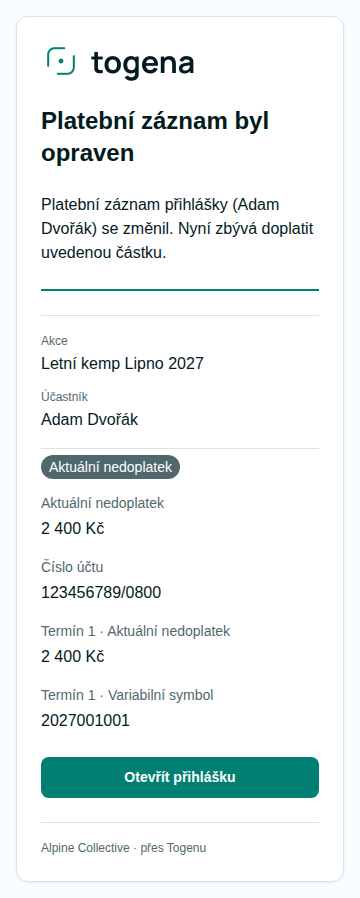 togena
Platební záznam byl
opraven
Platební záznam přihlášky (Adam
Dvořák) se změnil. Nyní zbývá doplatit
uvedenou částku.
Akce
Letní kemp Lipno 2027
Účastník
Adam Dvořák
Aktuální nedoplatek
Aktuální nedoplatek
2 400 Kč
Číslo účtu
123456789/0800
Termín 1 · Aktuální nedoplatek
2 400 Kč
Termín 1 · Variabilní symbol
2027001001
Otevřít přihlášku
Alpine Collective · přes Togenu